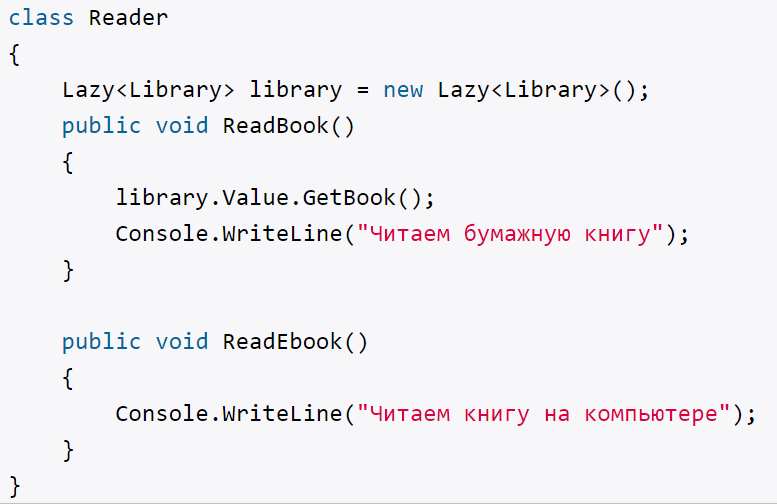 class Reader
{
    Lazy<Library> library = new Lazy<Library>();
    public void ReadBook()
    {
        library.Value.GetBook();
        Console.WriteLine("Читаем бумажную книгу");
    }

    public void ReadEbook()
    {
        Console.WriteLine("Читаем книгу на компьютере");
    }
}